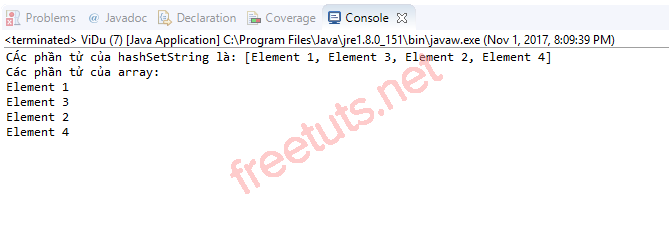 Problems @ Javadoc Declaration Coverage Console
<terminated> ViDu (7) [Java Application] C:\Program Files\Java\jre1.8.0_151\bin\javaw.exe (Nov 1, 2017, 8:09:39 PM)
CÁc phần tử của hashSetString là: [Element 1, Element 3, Element 2, Element 4]
Các phần tử của array:
Element 1
Element 3
Element 2
Element 4
freetuts.net